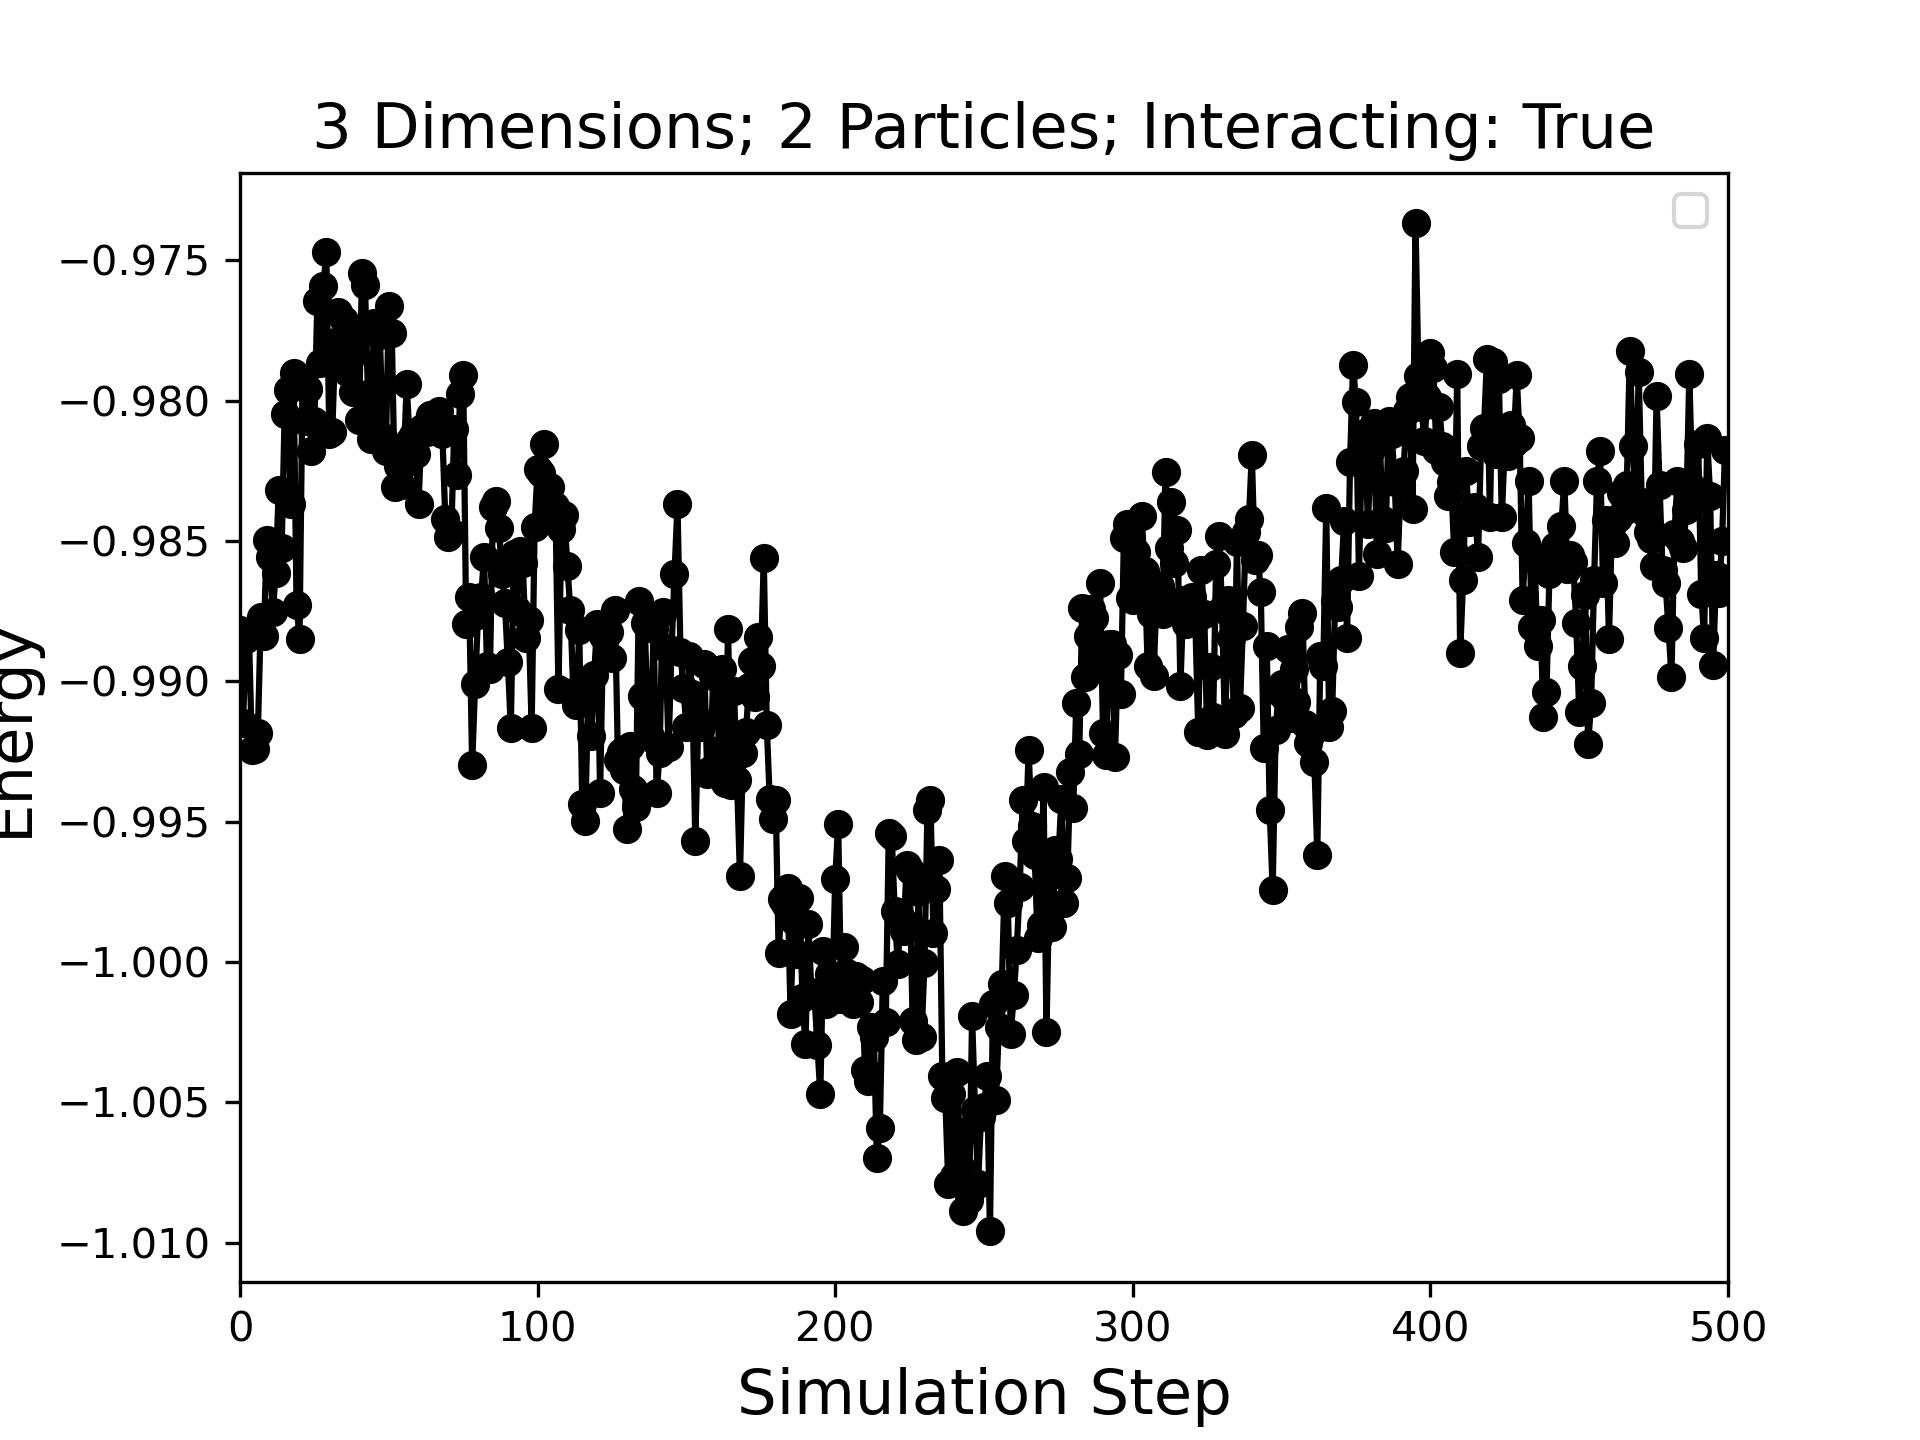 3 Dimensions; 2 Particles; Interacting: True
Energy
−0.975
−0.980
−0.985
−0.990
−0.995
−1.000
−1.005
−1.010
0 100 200 300 400 500
Simulation Step